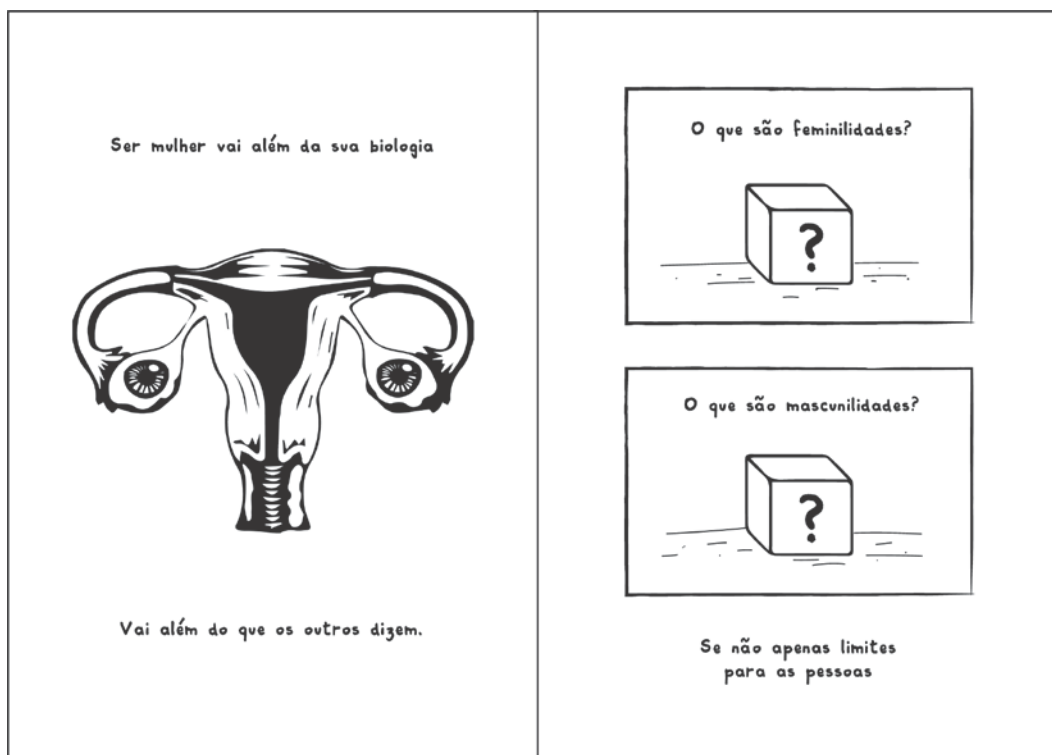 Ser mulher vai além da sua biologia
Vai além do que os outros dizem.
O que são feminilidades?
?
O que são mascunilidades?
?
Se não apenas limites
para as pessoas